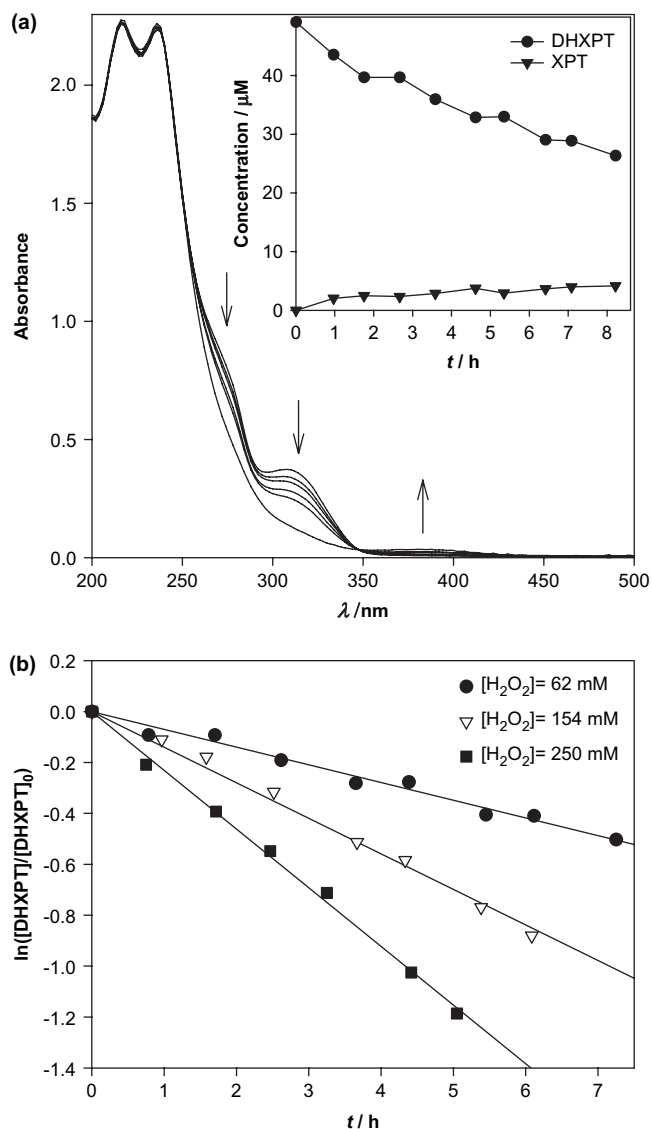 (a)
DHXPT
XPT
Concentration / μM
40
30
20
10
0
0 1 2 3 4 5 6 7 8
t / h
Absorbance
2.0
1.5
1.0
0.5
0.0
200 250 300 350 400 450 500
λ /nm
(b)
[H2O2]= 62 mM
[H2O2]= 154 mM
[H2O2]= 250 mM
ln([DHXPT]/[DHXPT]0)
0.2
0.0
-0.2
-0.4
-0.6
-0.8
-1.0
-1.2
-1.4
0 1 2 3 4 5 6 7
t / h